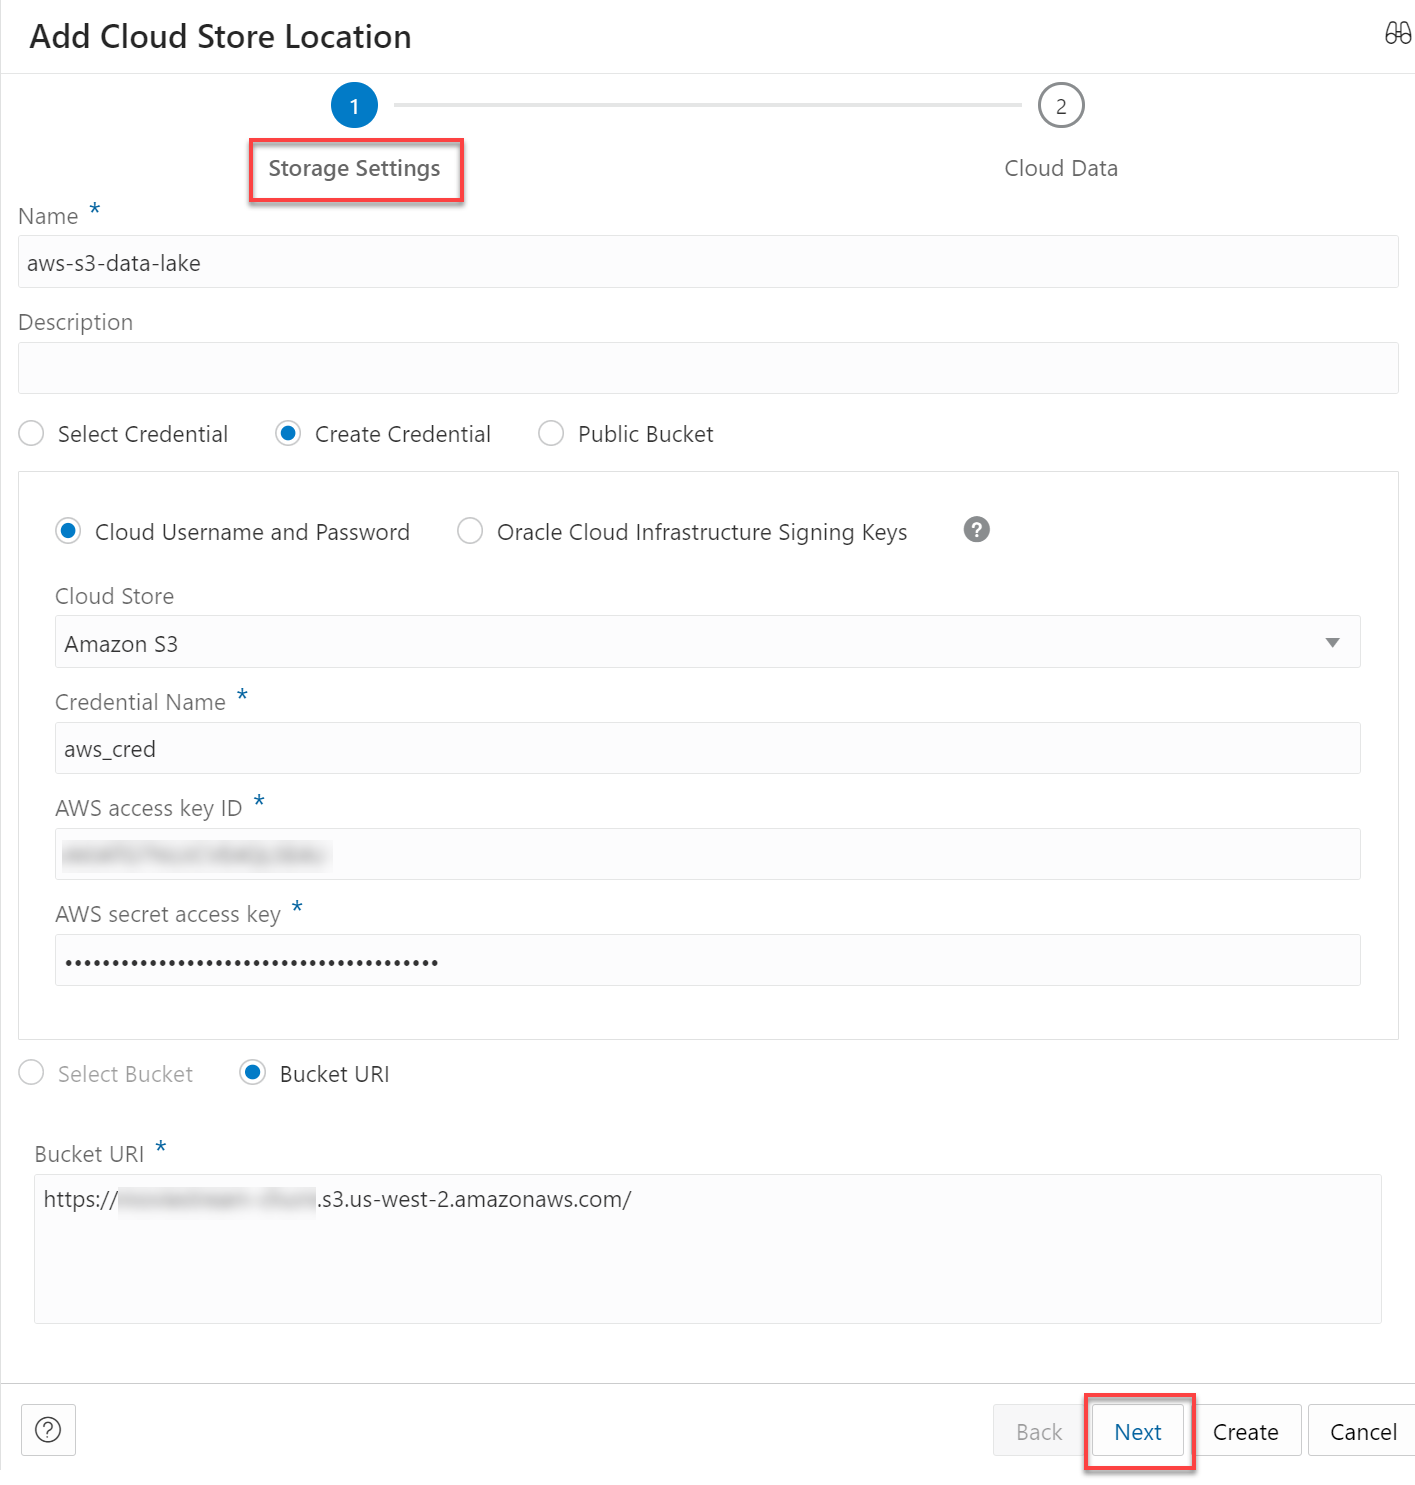 Add Cloud Store Location
1
2
Storage Settings
Cloud Data
Name *
aws-s3-data-lake
Description
Select Credential
Create Credential
Public Bucket
Cloud Username and Password
Oracle Cloud Infrastructure Signing Keys
?
Cloud Store
Amazon S3
Credential Name *
aws_cred
AWS access key ID *
AWS secret access key *
••••••••••••••••••••••••••••••••••••••••
Select Bucket
Bucket URI
Bucket URI *
https://
.s3.us-west-2.amazonaws.com/
?
Back
Next
Create
Cancel